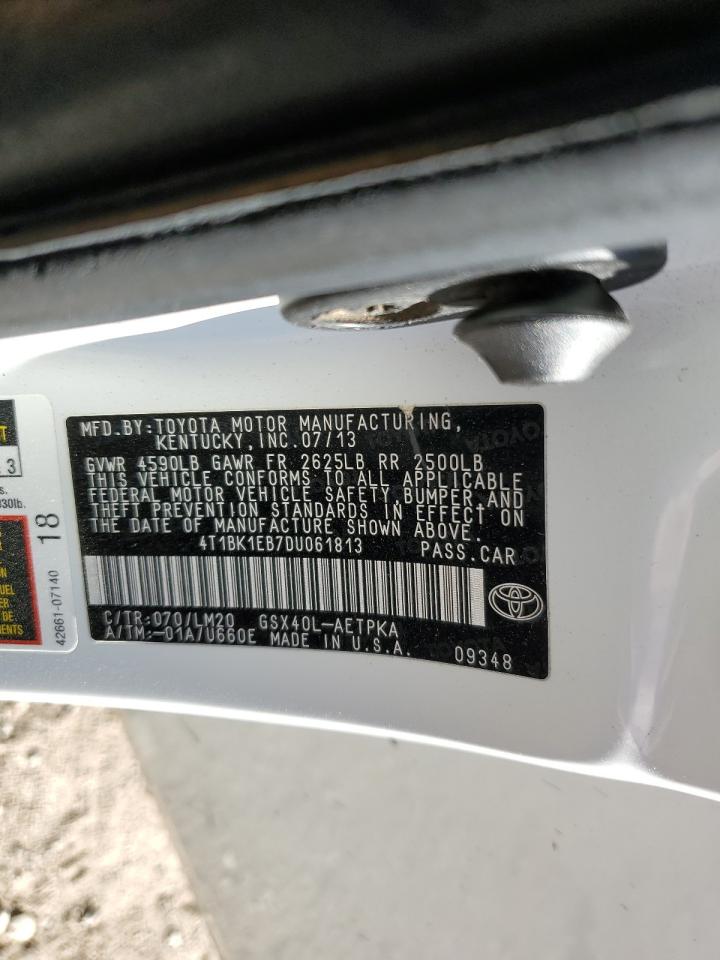 MFD.BY:TOYOTA MOTOR MANUFACTURING,
KENTUCKY,INC.07/13
GVWR 4590LB GAWR FR 2625LB RR 2500LB
THIS VEHICLE CONFORMS TO ALL APPLICABLE
FEDERAL MOTOR VEHICLE SAFETY,BUMPER AND
THEFT PREVENTION STANDARDS IN EFFECT ON
THE DATE OF MANUFACTURE SHOWN ABOVE.
4T1BK1EB7DU061813 PASS.CAR
C/TR:070/LM20 GSX40L-AETPKA
A/TM:-01A/U660E MADE IN U.S.A.
09348
3
s.
18
42661-07140
DE.